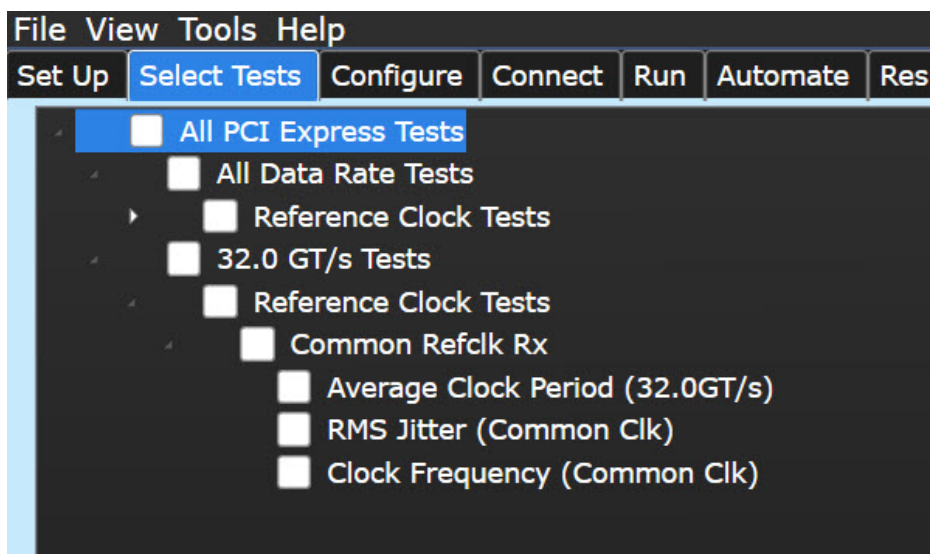 File View Tools Help
Set Up Select Tests Configure Connect Run Automate Res
All PCI Express Tests
All Data Rate Tests
Reference Clock Tests
32.0 GT/s Tests
Reference Clock Tests
Common Refclk Rx
Average Clock Period (32.0GT/s)
RMS Jitter (Common Clk)
Clock Frequency (Common Clk)